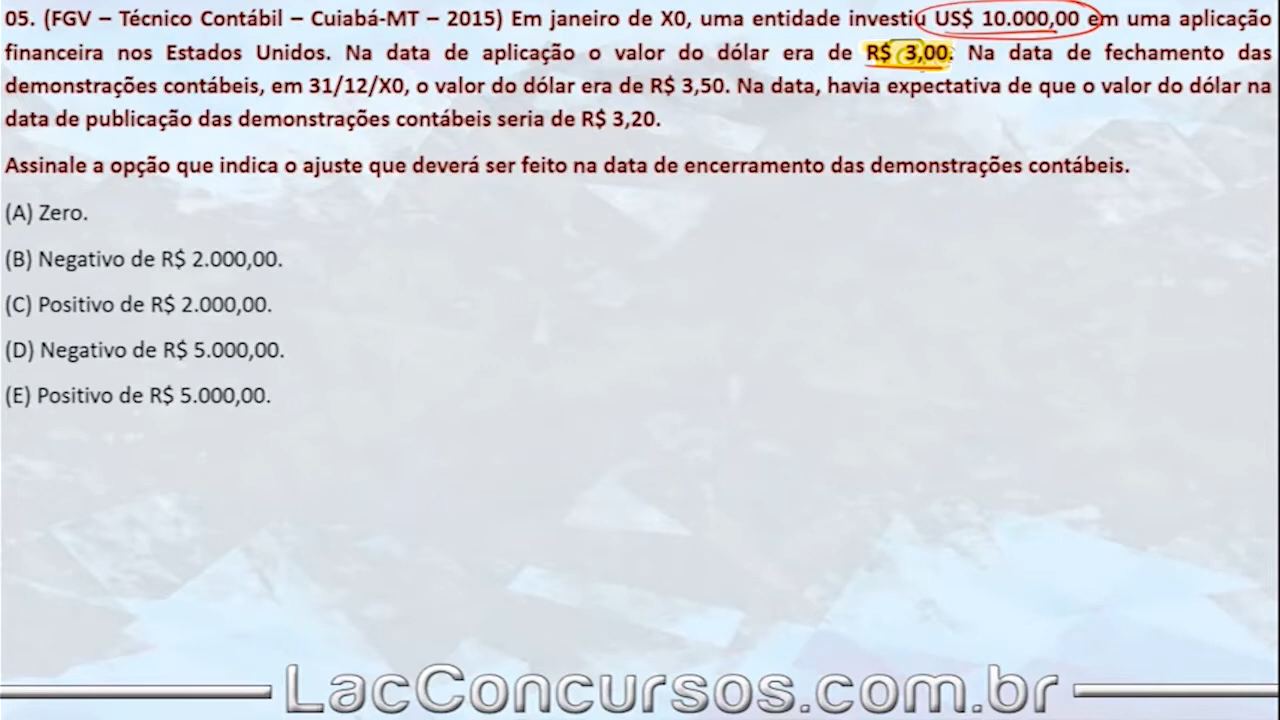 05. (FGV – Técnico Contábil – Cuiabá-MT – 2015) Em janeiro de X0, uma entidade investiu US$ 10.000,00 em uma aplicação
financeira nos Estados Unidos. Na data de aplicação o valor do dólar era de R$ 3,00. Na data de fechamento das
demonstrações contábeis, em 31/12/X0, o valor do dólar era de R$ 3,50. Na data, havia expectativa de que o valor do dólar na
data de publicação das demonstrações contábeis seria de R$ 3,20.
Assinale a opção que indica o ajuste que deverá ser feito na data de encerramento das demonstrações contábeis.
(A) Zero.
(B) Negativo de R$ 2.000,00.
(C) Positivo de R$ 2.000,00.
(D) Negativo de R$ 5.000,00.
(E) Positivo de R$ 5.000,00.
LacConcursos.com.br